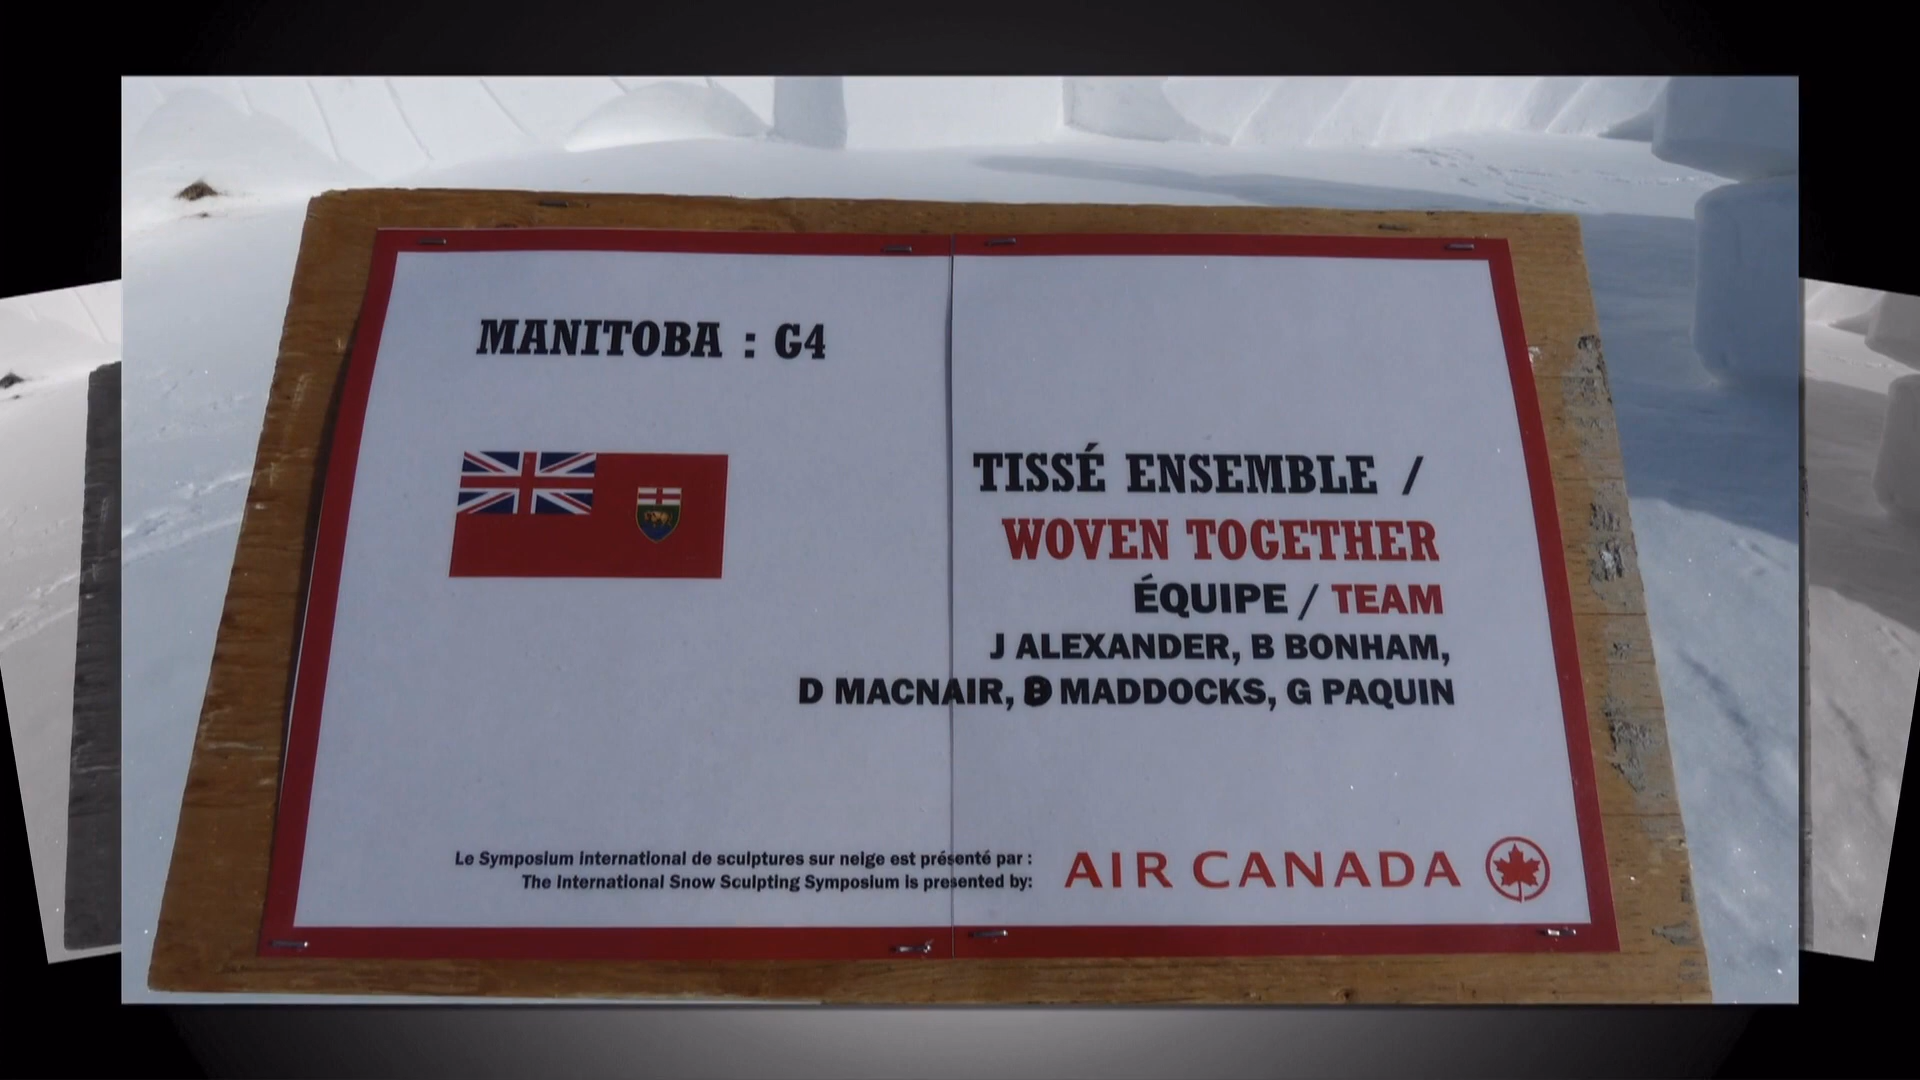 MANITOBA : G4
TISSÉ ENSEMBLE /
WOVEN TOGETHER
ÉQUIPE / TEAM
J ALEXANDER, B BONHAM,
D MACNAIR, MADDOCKS, G PAQUIN
Le Symposium international de sculptures sur neige est présenté par :
The International Snow Sculpting Symposium is presented by:
AIR CANADA